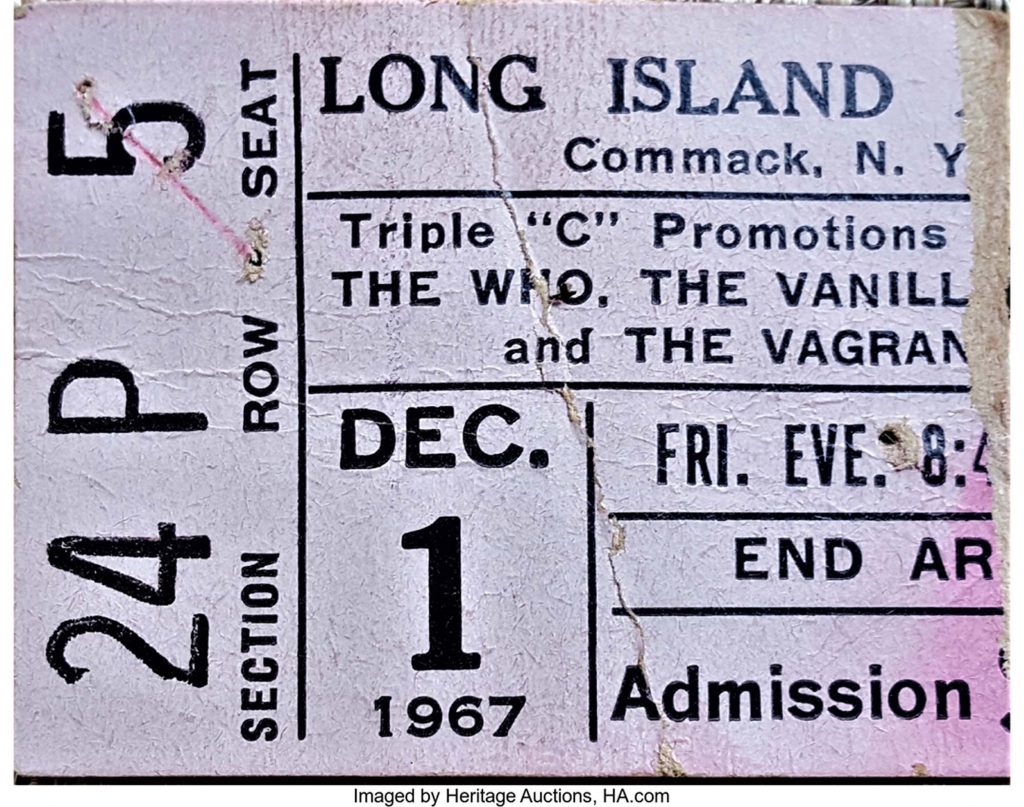 SEAT 5
ROW P
SECTION 24
LONG ISLAND
Commack, N. Y
Triple “C” Promotions
THE WHO, THE VANILL
and THE VAGRAN
DEC.
1
1967
FRI. EVE. 8:4
END AR
Admission
Imaged by Heritage Auctions, HA.com